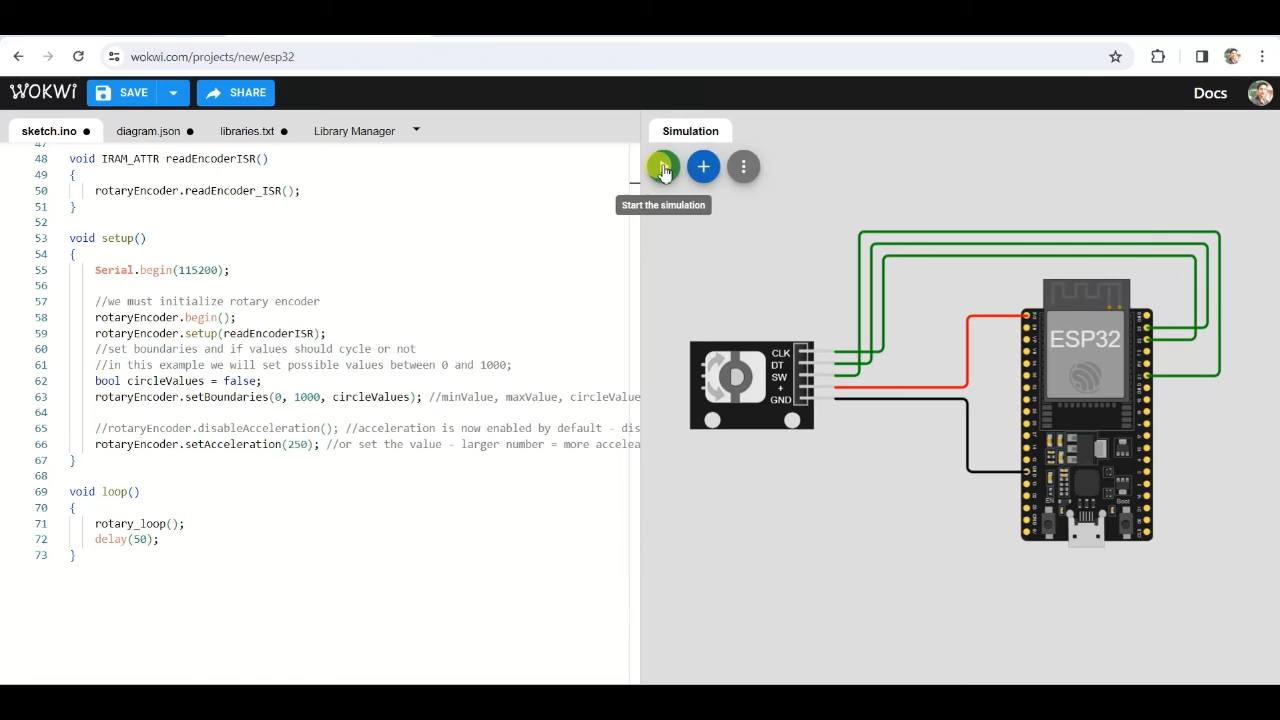 wokwi.com/projects/new/esp32
WOKWi
SAVE
SHARE
Docs
sketch.ino
diagram.json
libraries.txt
Library Manager
Simulation
Start the simulation
47
48 void IRAM_ATTR readEncoderISR()
49 {
50 rotaryEncoder.readEncoder_ISR();
51 }
52
53 void setup()
54 {
55 Serial.begin(115200);
56
57 //we must initialize rotary encoder
58 rotaryEncoder.begin();
59 rotaryEncoder.setup(readEncoderISR);
60 //set boundaries and if values should cycle or not
61 //in this example we will set possible values between 0 and 1000;
62 bool circleValues = false;
63 rotaryEncoder.setBoundaries(0, 1000, circleValues); //minValue, maxValue, circleValue
64
65 //rotaryEncoder.disableAcceleration(); //acceleration is now enabled by default - dis
66 rotaryEncoder.setAcceleration(250); //or set the value - larger number = more accelea
67 }
68
69 void loop()
70 {
71 rotary_loop();
72 delay(50);
73 }
CLK
DT
SW
+
GND
ESP32
EN
Boot